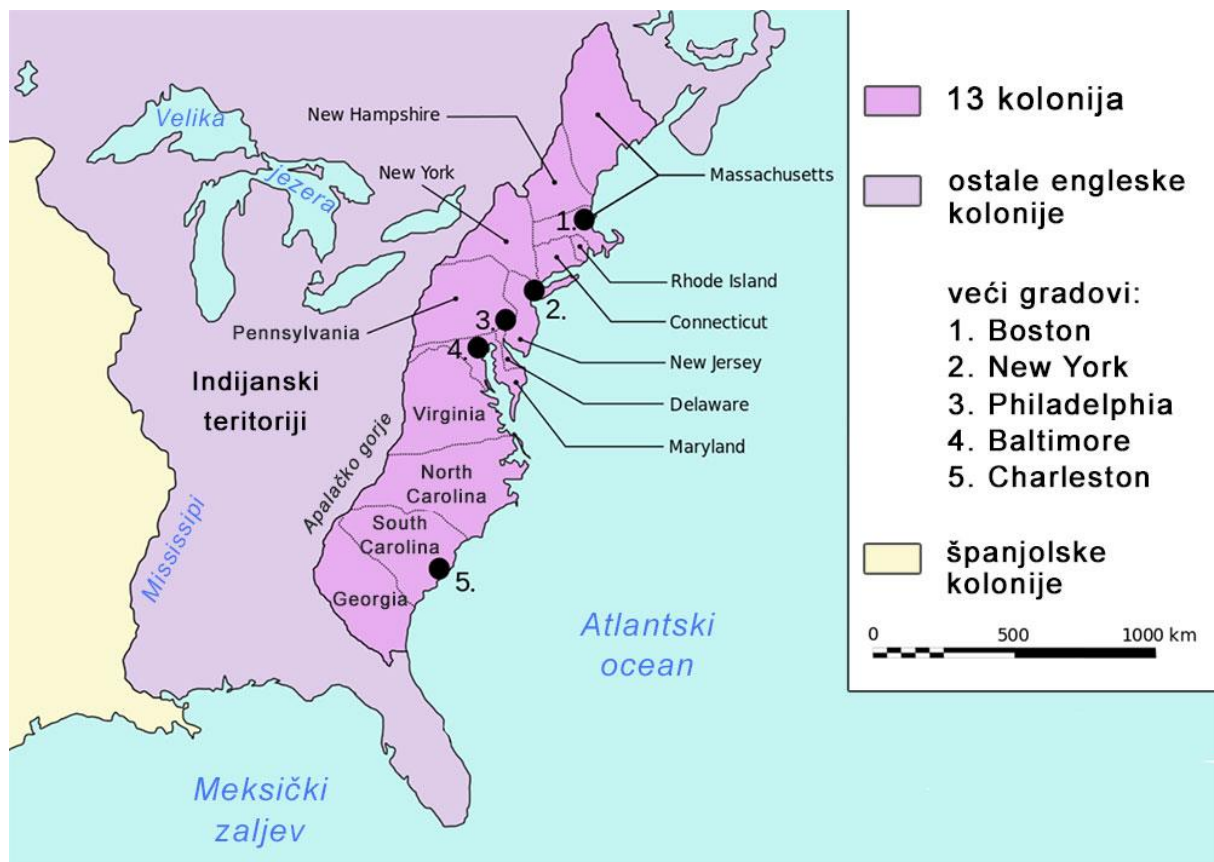 Velika
jezera
New Hampshire
New York
Massachusetts
1.
Rhode Island
2.
Connecticut
Pennsylvania
3.
New Jersey
4.
Delaware
Indijanski
teritoriji
Virginia
Maryland
Apalačko gorje
North
Carolina
Mississipi
South
Carolina
5.
Georgia
Atlantski
ocean
Meksički
zaljev
13 kolonija
ostale engleske
kolonije
veći gradovi:
1. Boston
2. New York
3. Philadelphia
4. Baltimore
5. Charleston
španjolske
kolonije
0 500 1000 km